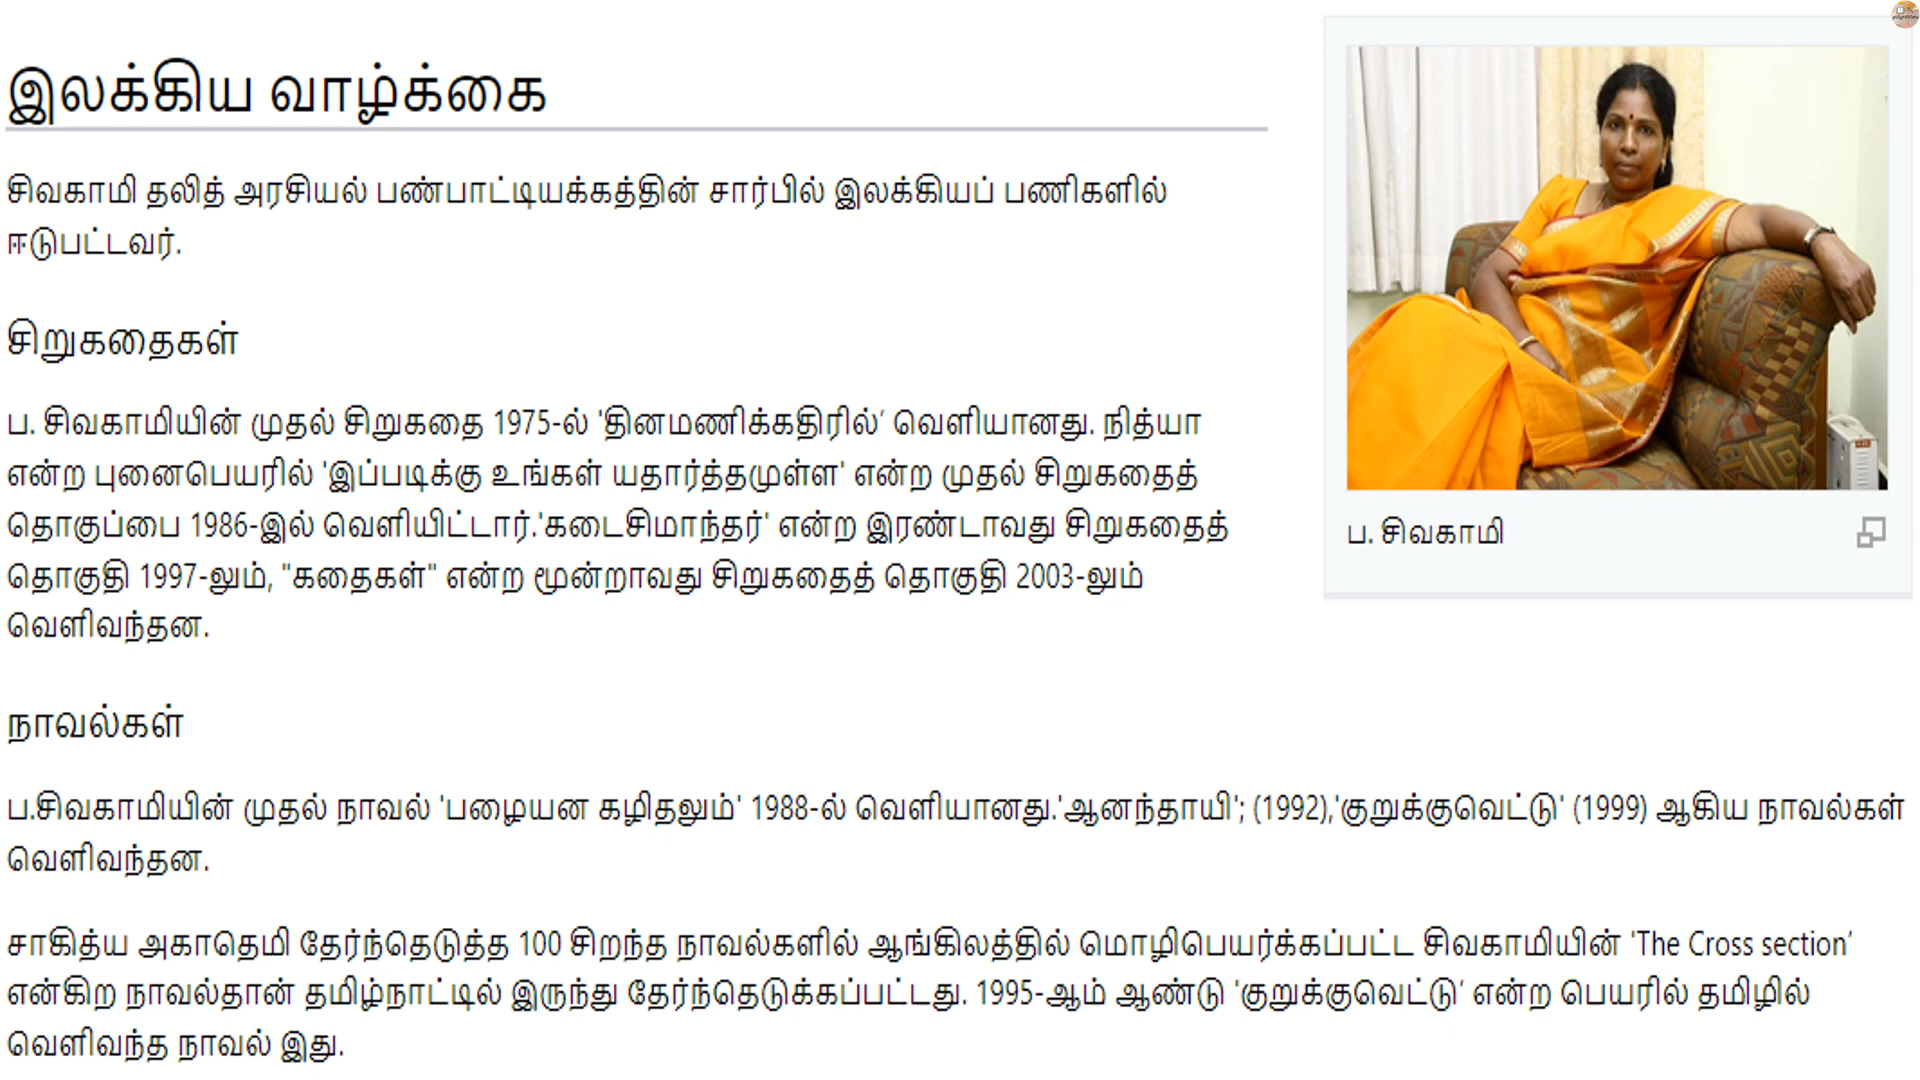 இலக்கிய வாழ்க்கை
சிவகாமி தலித் அரசியல் பண்பாட்டியக்கத்தின் சார்பில் இலக்கியப் பணிகளில்
ஈடுபட்டவர்.
சிறுகதைகள்
ப. சிவகாமியின் முதல் சிறுகதை 1975-ல் 'தினமணிக்கதிரில்’ வெளியானது. நித்யா
என்ற புனைபெயரில் 'இப்படிக்கு உங்கள் யதார்த்தமுள்ள' என்ற முதல் சிறுகதைத்
தொகுப்பை 1986-இல் வெளியிட்டார்.'கடைசிமாந்தர்' என்ற இரண்டாவது சிறுகதைத்
தொகுதி 1997-லும், "கதைகள்" என்ற மூன்றாவது சிறுகதைத் தொகுதி 2003-லும்
வெளிவந்தன.
ப. சிவகாமி
நாவல்கள்
ப.சிவகாமியின் முதல் நாவல் 'பழையன கழிதலும்' 1988-ல் வெளியானது.'ஆனந்தாயி'; (1992),'குறுக்குவெட்டு' (1999) ஆகிய நாவல்கள்
வெளிவந்தன.
சாகித்ய அகாதெமி தேர்ந்தெடுத்த 100 சிறந்த நாவல்களில் ஆங்கிலத்தில் மொழிபெயர்க்கப்பட்ட சிவகாமியின் 'The Cross section’
என்கிற நாவல்தான் தமிழ்நாட்டில் இருந்து தேர்ந்தெடுக்கப்பட்டது. 1995-ஆம் ஆண்டு 'குறுக்குவெட்டு’ என்ற பெயரில் தமிழில்
வெளிவந்த நாவல் இது.